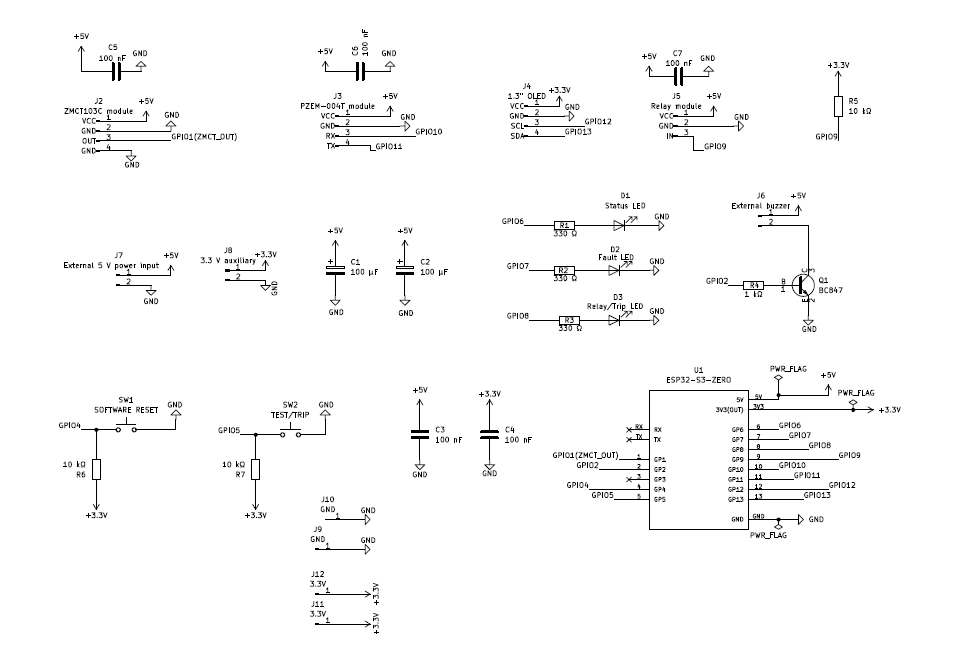 +5V
C5
100 nF
GND
+5V
C6
100 nF
GND
+5V
C7
100 nF
GND
+3.3V
R5
10 kΩ
GPIO9
J2
ZMCT103C module
+5V
VCC 1
GND 2
OUT 3
GND 4
GND
GPIO1(ZMCT_OUT)
GND
J3
PZEM-004T module
+5V
VCC 1
GND 2
RX 3
TX 4
GND
GPIO10
GPIO11
J4
1.3" OLED
+3.3V
VCC 1
GND 2
SCL 3
SDA 4
GND
GPIO12
GPIO13
J5
Relay module
+5V
VCC 1
GND 2
IN 3
GND
GPIO9
J7
External 5 V power input
+5V
1
2
GND
J8
3.3 V auxiliary
+3.3V
1
2
GND
+5V
C1
100 µF
GND
+5V
C2
100 µF
GND
D1
Status LED
GPIO6
R1
330 Ω
GND
D2
Fault LED
GPIO7
R2
330 Ω
GND
D3
Relay/Trip LED
GPIO8
R3
330 Ω
GND
J6
External buzzer
+5V
1
2
GPIO2
R4
1 kΩ
B
1
C
3
E
2
Q1
BC847
GND
SW1
SOFTWARE RESET
GND
GPIO4
10 kΩ
R6
+3.3V
SW2
TEST/TRIP
GND
GPIO5
10 kΩ
R7
+3.3V
+5V
C3
100 nF
GND
+3.3V
C4
100 nF
GND
U1
ESP32-S3-ZERO
PWR_FLAG
+5V
PWR_FLAG
+3.3V
5V 5V
3V3(OUT) 3V3
RX RX
TX TX
GPIO1(ZMCT_OUT) 1 GP1
GPIO2 2 GP2
3 GP3
GPIO4 4 GP4
GPIO5 5 GP5
GP6 6 GPIO6
GP7 7 GPIO7
GP8 8 GPIO8
GP9 9 GPIO9
GP10 10 GPIO10
GP11 11 GPIO11
GP12 12 GPIO12
GP13 13 GPIO13
GND GND GND
PWR_FLAG
J10
GND 1
GND
J9
GND 1
GND
J12
3.3V 1
+3.3V
J11
3.3V 1
+3.3V